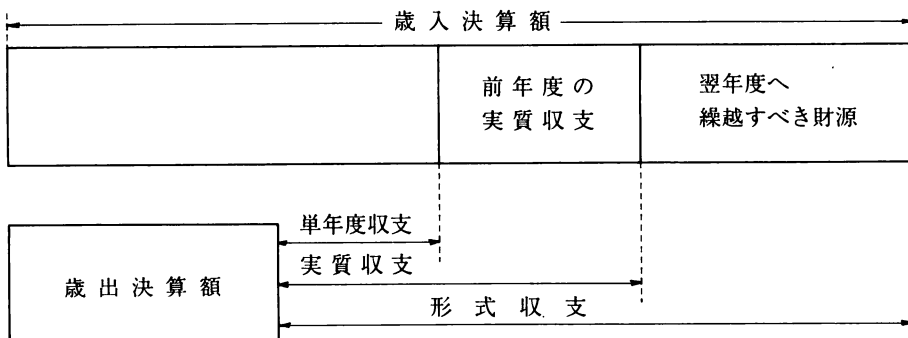 歳入決算額
前年度の
実質収支
翌年度へ
繰越すべき財源
単年度収支
実質収支
歳出決算額
形式収支